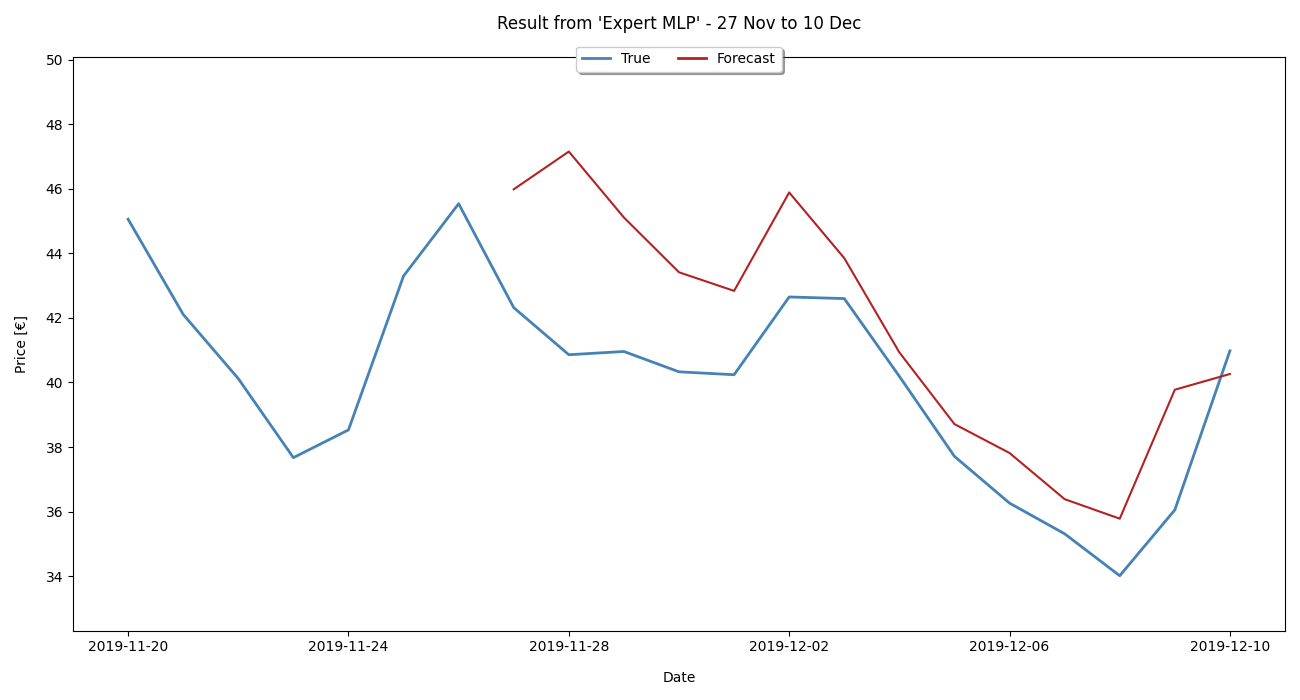 Result from 'Expert MLP' - 27 Nov to 10 Dec
True Forecast
50
48
46
44
42
40
38
36
34
Price [€]
2019-11-20 2019-11-24 2019-11-28 2019-12-02 2019-12-06 2019-12-10
Date